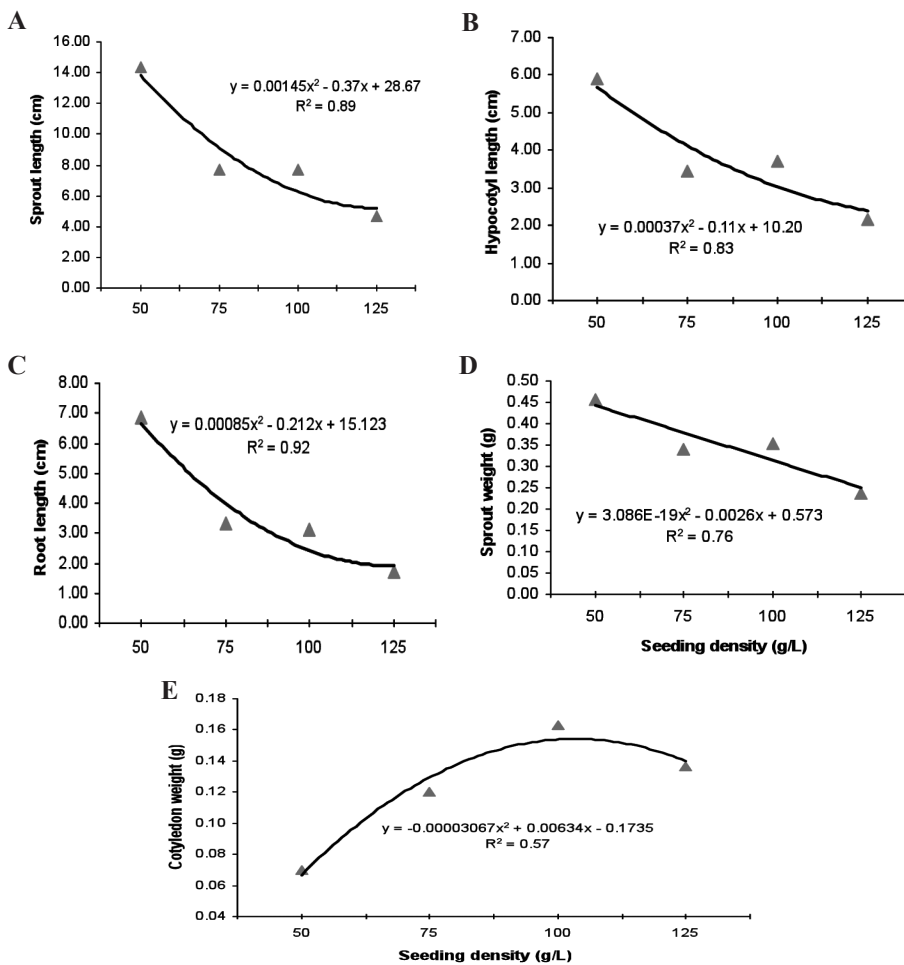 A
Sprout length (cm)
16.00
14.00
12.00
10.00
8.00
6.00
4.00
2.00
0.00
y = 0.00145x² - 0.37x + 28.67
R² = 0.89
50 75 100 125
B
Hypocotyl length (cm)
7.00
6.00
5.00
4.00
3.00
2.00
1.00
0.00
y = 0.00037x² - 0.11x + 10.20
R² = 0.83
50 75 100 125
C
Root length (cm)
8.00
7.00
6.00
5.00
4.00
3.00
2.00
1.00
0.00
y = 0.00085x² - 0.212x + 15.123
R² = 0.92
50 75 100 125
D
Sprout weight (g)
0.50
0.45
0.40
0.35
0.30
0.25
0.20
0.15
0.10
0.05
0.00
y = 3.086E-19x² - 0.0026x + 0.573
R² = 0.76
50 75 100 125
Seeding density (g/L)
E
Cotyledon weight (g)
0.18
0.16
0.14
0.12
0.10
0.08
0.06
0.04
y = -0.00003067x² + 0.00634x - 0.1735
R² = 0.57
50 75 100 125
Seeding density (g/L)